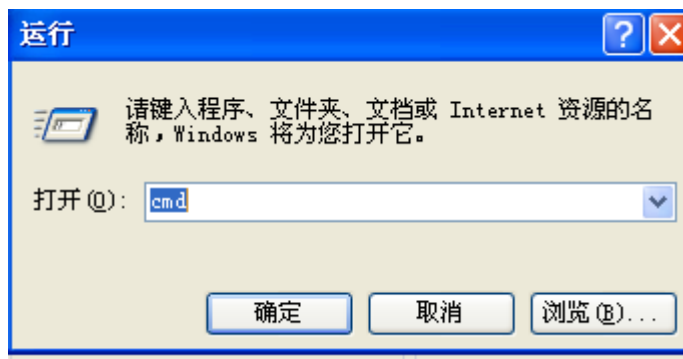 运行
请键入程序、文件夹、文档或 Internet 资源的名
称，Windows 将为您打开它。
打开(O): cmd
确定 取消 浏览(B)...